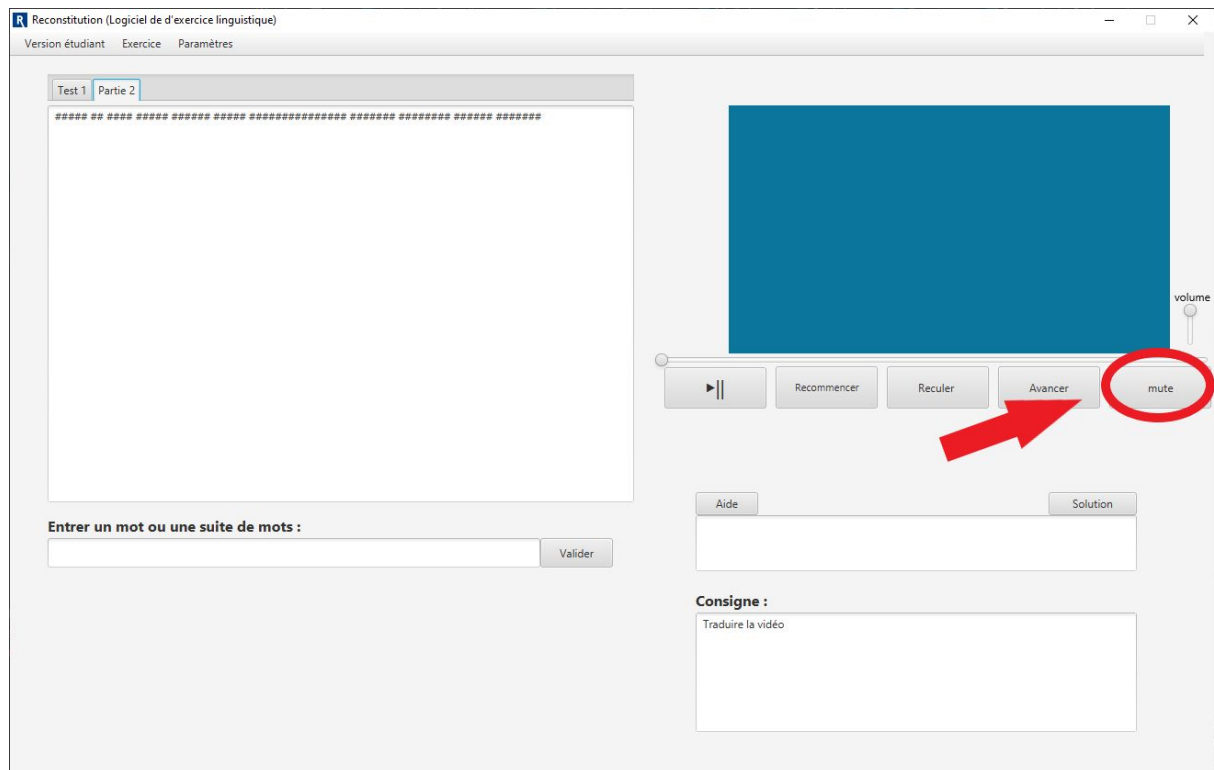 R Reconstitution (Logiciel de d'exercice linguistique)
Version étudiant Exercice Paramètres
Test 1 Partie 2
##### ## #### ##### ###### ##### ############### ####### ######## ###### #######
volume
Recommencer Reculer Avancer mute
Aide Solution
Entrer un mot ou une suite de mots :
Valider
Consigne :
Traduire la vidéo